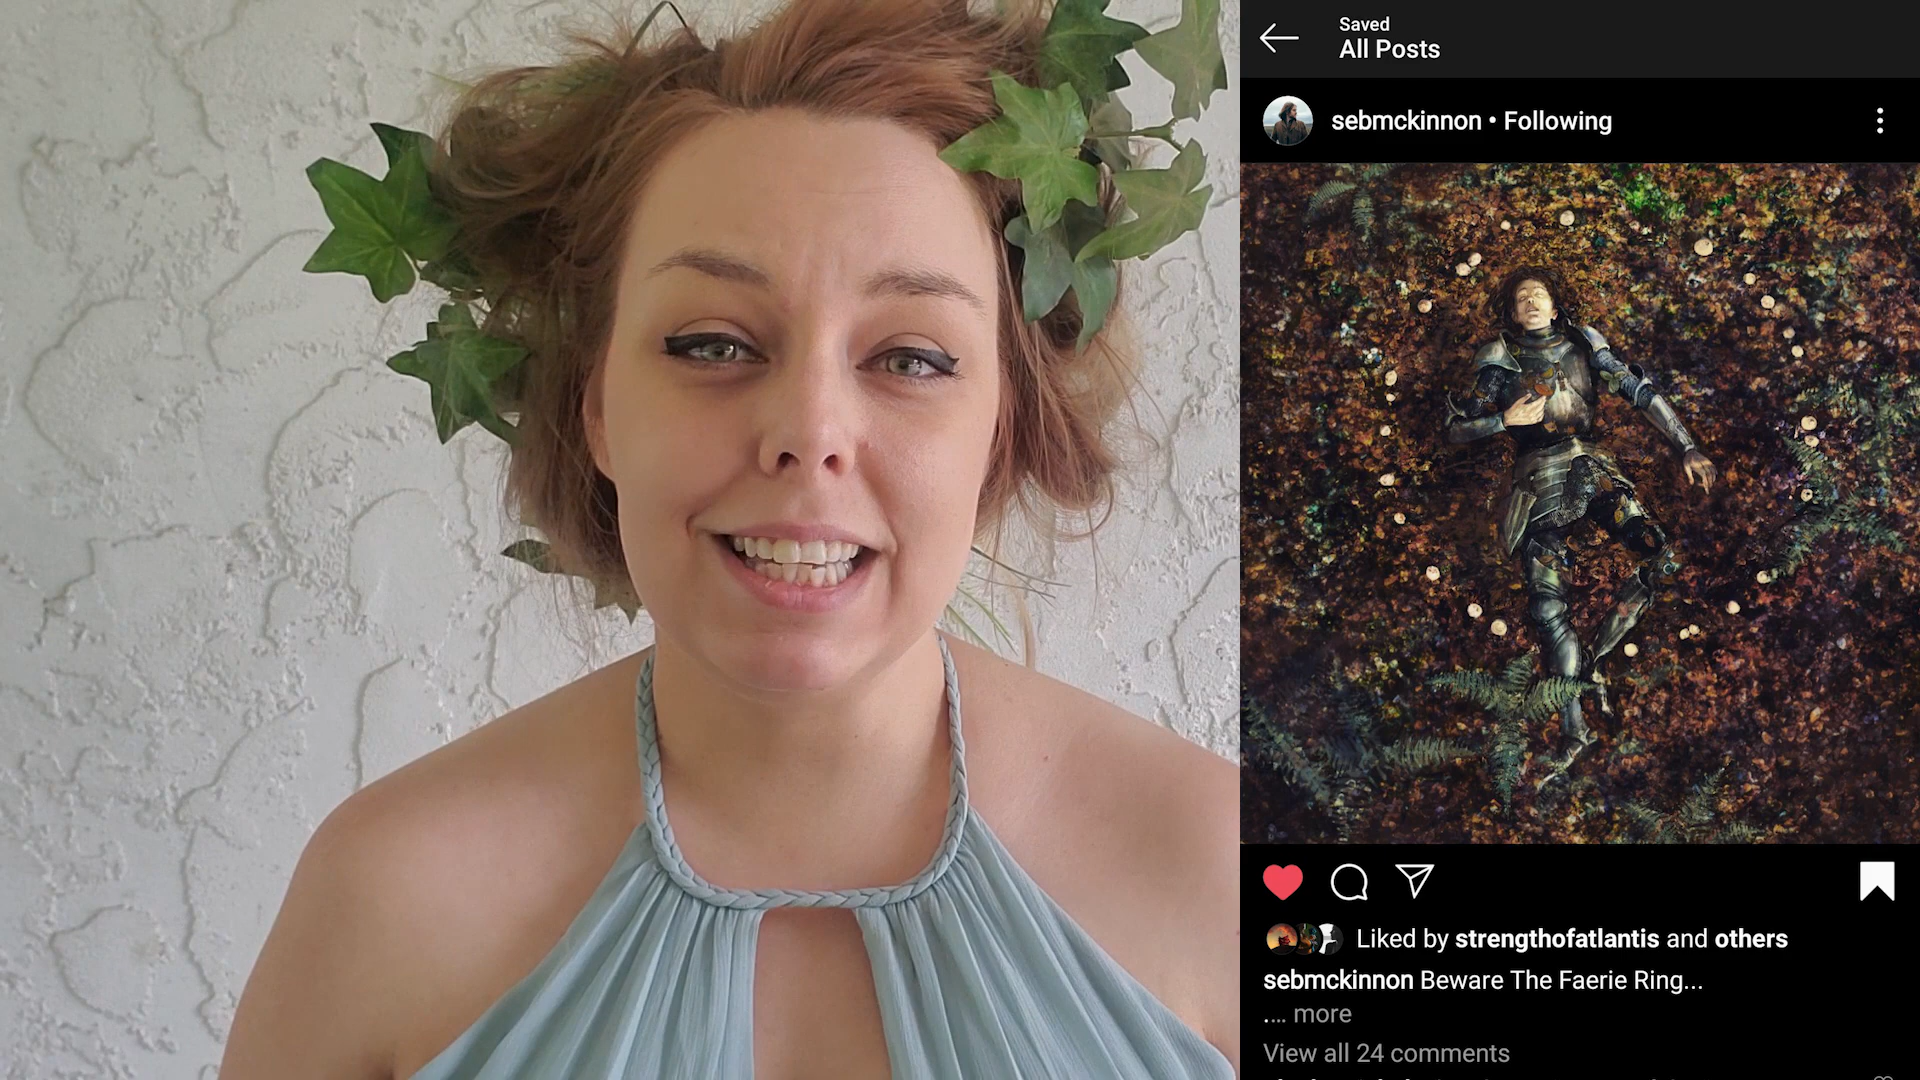 Saved
All Posts
sebmckinnon • Following
Liked by strengthofatlantis and others
sebmckinnon Beware The Faerie Ring...
.... more
View all 24 comments